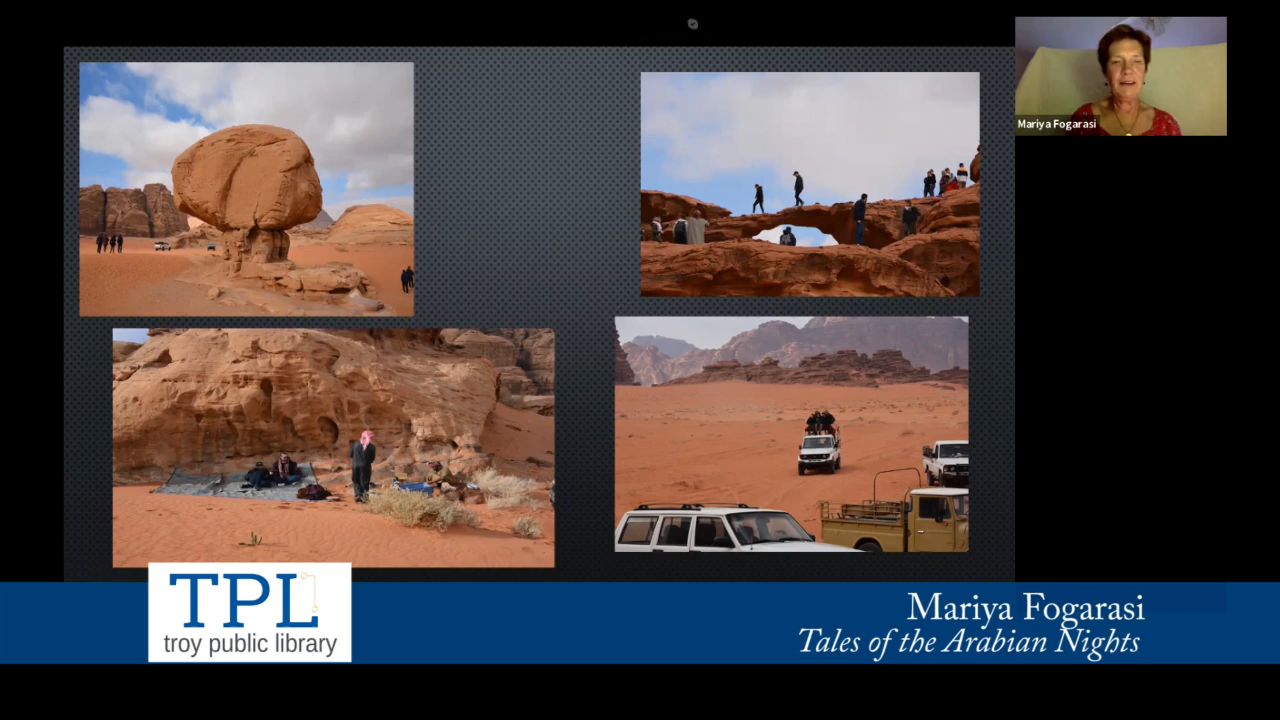 Mariya Fogarasi
TPL
troy public library
Mariya Fogarasi
Tales of the Arabian Nights